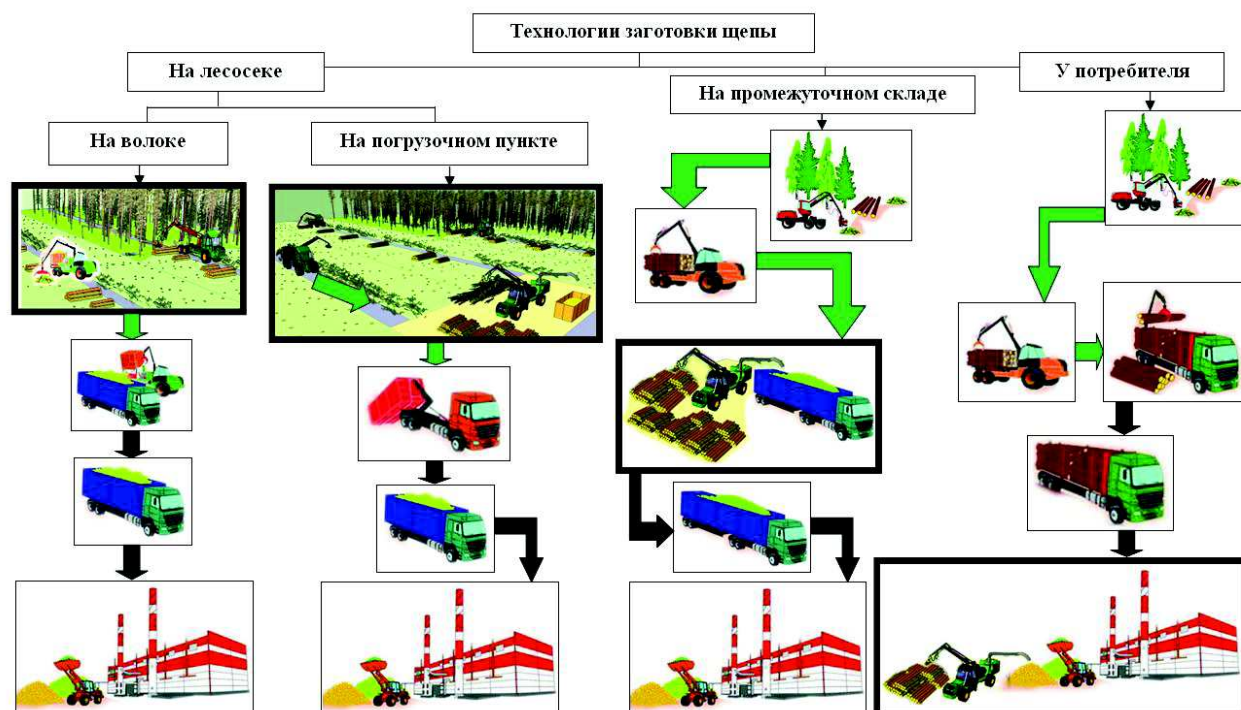 Технологии заготовки щепы
На лесосеке
На промежуточном складе
У потребителя
На волоке
На погрузочном пункте